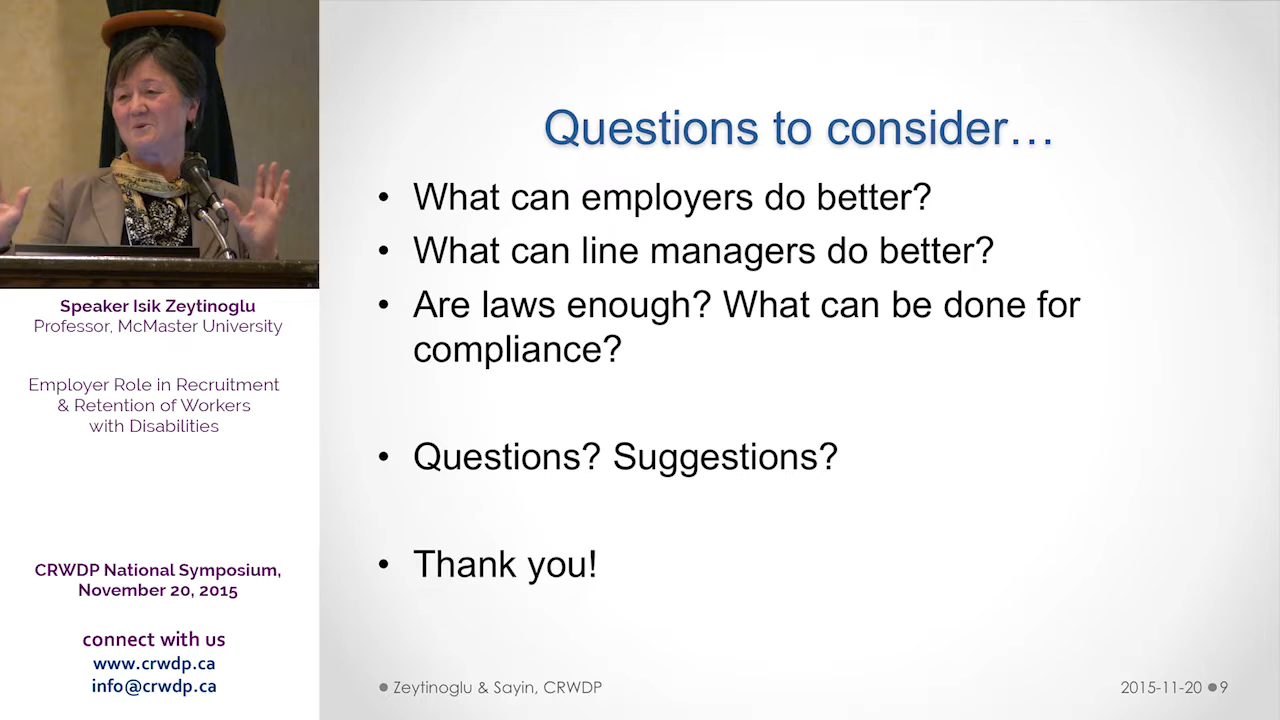 Speaker Isik Zeytinoglu
Professor, McMaster University
Employer Role in Recruitment
& Retention of Workers
with Disabilities
CRWDP National Symposium,
November 20, 2015
connect with us
www.crwdp.ca
info@crwdp.ca
Questions to consider…
• What can employers do better?
• What can line managers do better?
• Are laws enough? What can be done for
compliance?
• Questions? Suggestions?
• Thank you!
Zeytinoglu & Sayin, CRWDP
2015-11-20 9